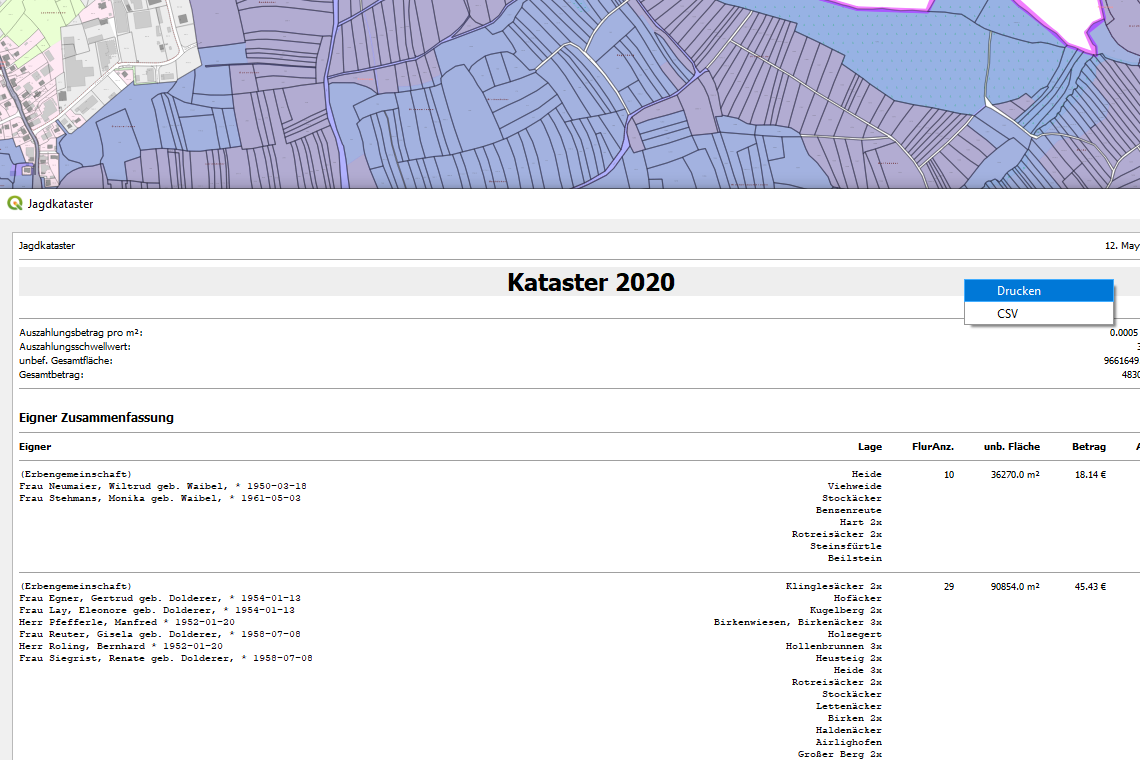 Jagdkataster
Jagdkataster
12. May
Kataster 2020
Drucken
CSV
Auszahlungsbetrag pro m²:
0.0005
Auszahlungsschwellwert:
3
unbef. Gesamtfläche:
9661649
Gesamtbetrag:
4830
Eigner Zusammenfassung
Eigner Lage FlurAnz. unb. Fläche Betrag A
(Erbengemeinschaft) Heide 10 36270.0 m² 18.14 €
Frau Neumaier, Wiltrud geb. Waibel, * 1950-03-18 Viehweide
Frau Stehmans, Monika geb. Waibel, * 1961-05-03 Stockäcker
Benzenreute
Hart 2x
Rotreisäcker 2x
Steinsfürtle
Beilstein
(Erbengemeinschaft) Klinglesäcker 2x 29 90854.0 m² 45.43 €
Frau Egner, Gertrud geb. Dolderer, * 1954-01-13 Hofäcker
Frau Lay, Eleonore geb. Dolderer, * 1954-01-13 Kugelberg 2x
Herr Pfefferle, Manfred * 1952-01-20 Birkenwiesen, Birkenäcker 3x
Frau Reuter, Gisela geb. Dolderer, * 1958-07-08 Holzegert
Herr Roling, Bernhard * 1952-01-20 Hollenbrunnen 3x
Frau Siegrist, Renate geb. Dolderer, * 1958-07-08 Heusteig 2x
Heide 3x
Rotreisäcker 2x
Stockäcker
Lettenäcker
Birken 2x
Haldenäcker
Airlighofen
Großer Berg 2x